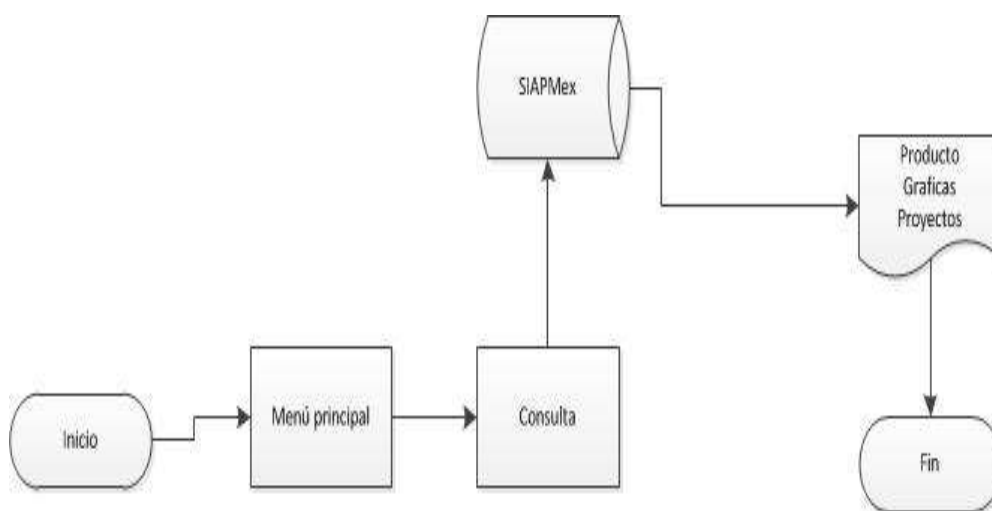 SIAPMex
Producto
Graficas
Proyectos
Inicio
Menú principal
Consulta
Fin